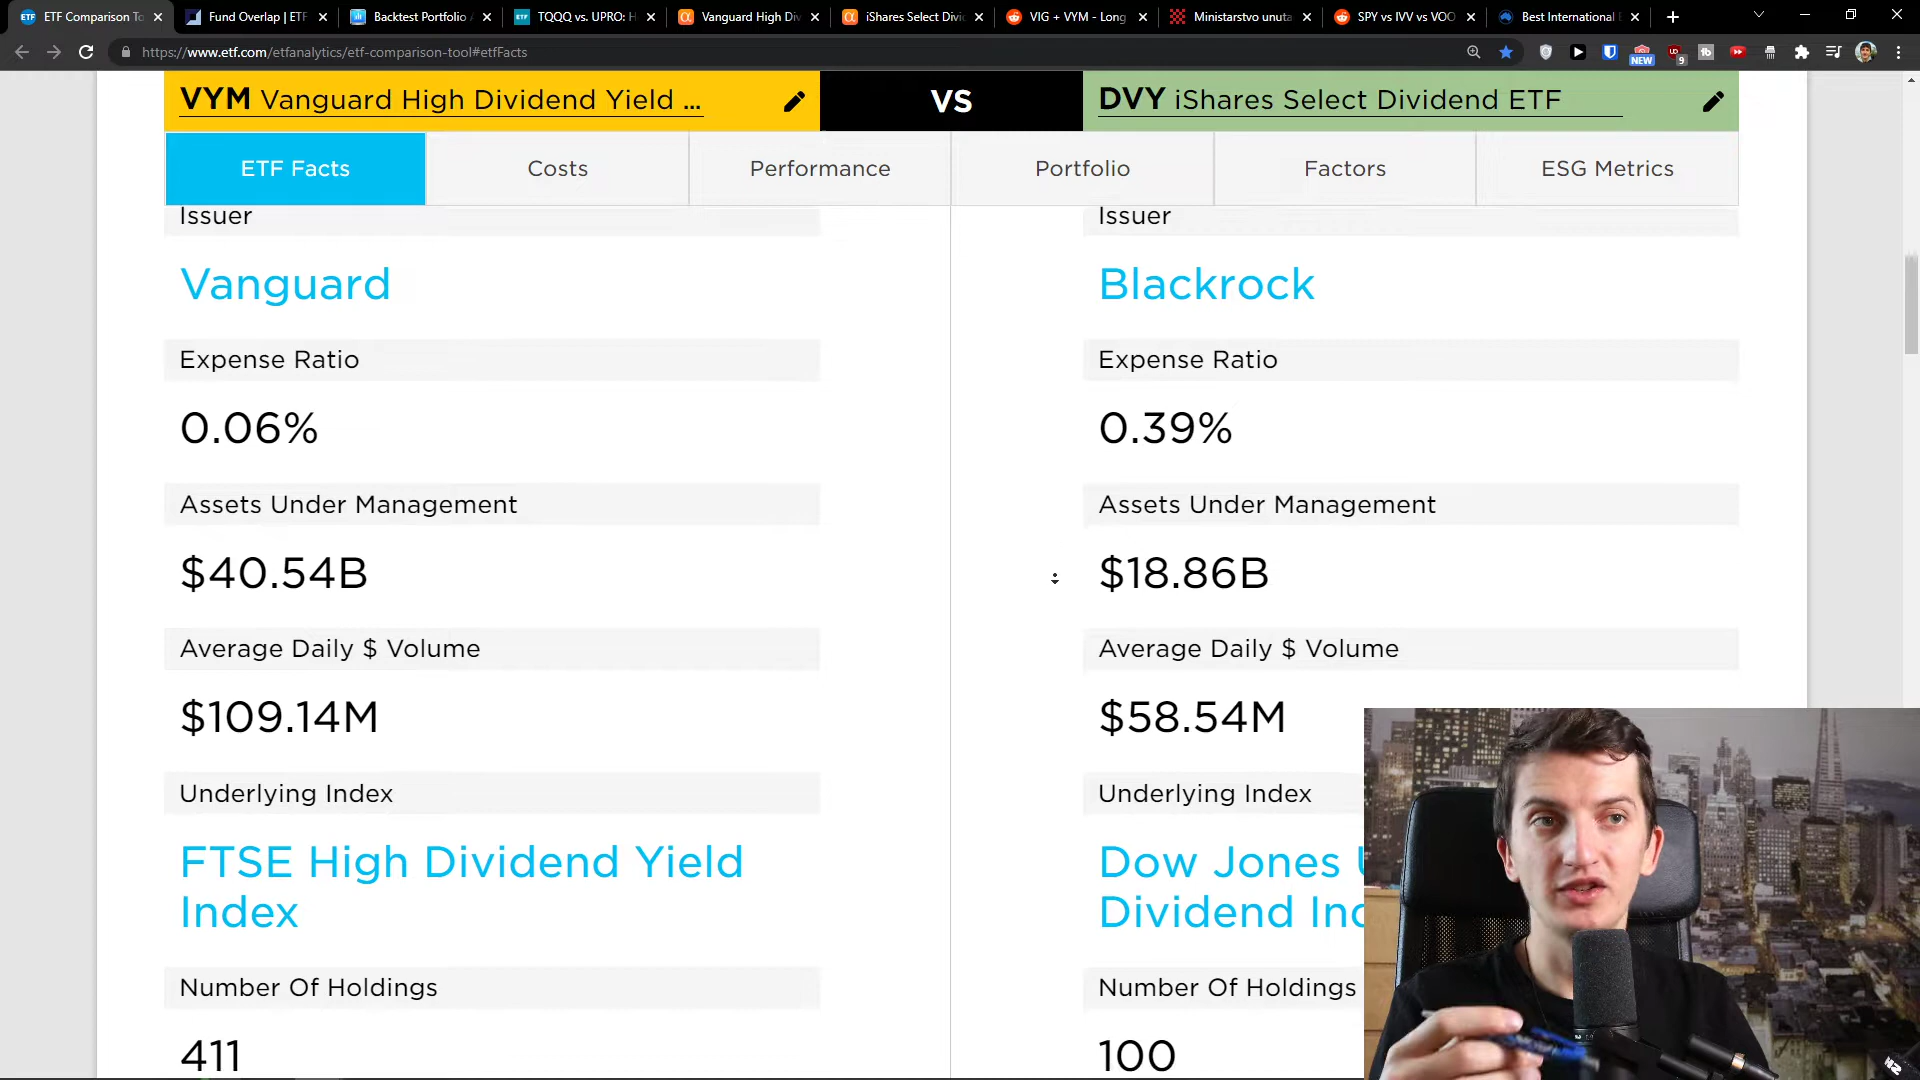 ETF Comparison To
Fund Overlap | ETF
Backtest Portfolio
TQQQ vs. UPRO: H
Vanguard High Div
iShares Select Divid
VIG + VYM - Long
Ministarstvo unuta
SPY vs IVV vs VOO
Best International
https://www.etf.com/etfanalytics/etf-comparison-tool#etfFacts
NEW
9
VYM Vanguard High Dividend Yield ...
VS
DVY iShares Select Dividend ETF
ETF Facts
Costs
Performance
Portfolio
Factors
ESG Metrics
Issuer
Issuer
Vanguard
Blackrock
Expense Ratio
Expense Ratio
0.06%
0.39%
Assets Under Management
Assets Under Management
$40.54B
$18.86B
Average Daily $ Volume
Average Daily $ Volume
$109.14M
$58.54M
Underlying Index
Underlying Index
FTSE High Dividend Yield
Index
Dow Jones
Dividend Ind
Number Of Holdings
Number Of Holdings
411
100